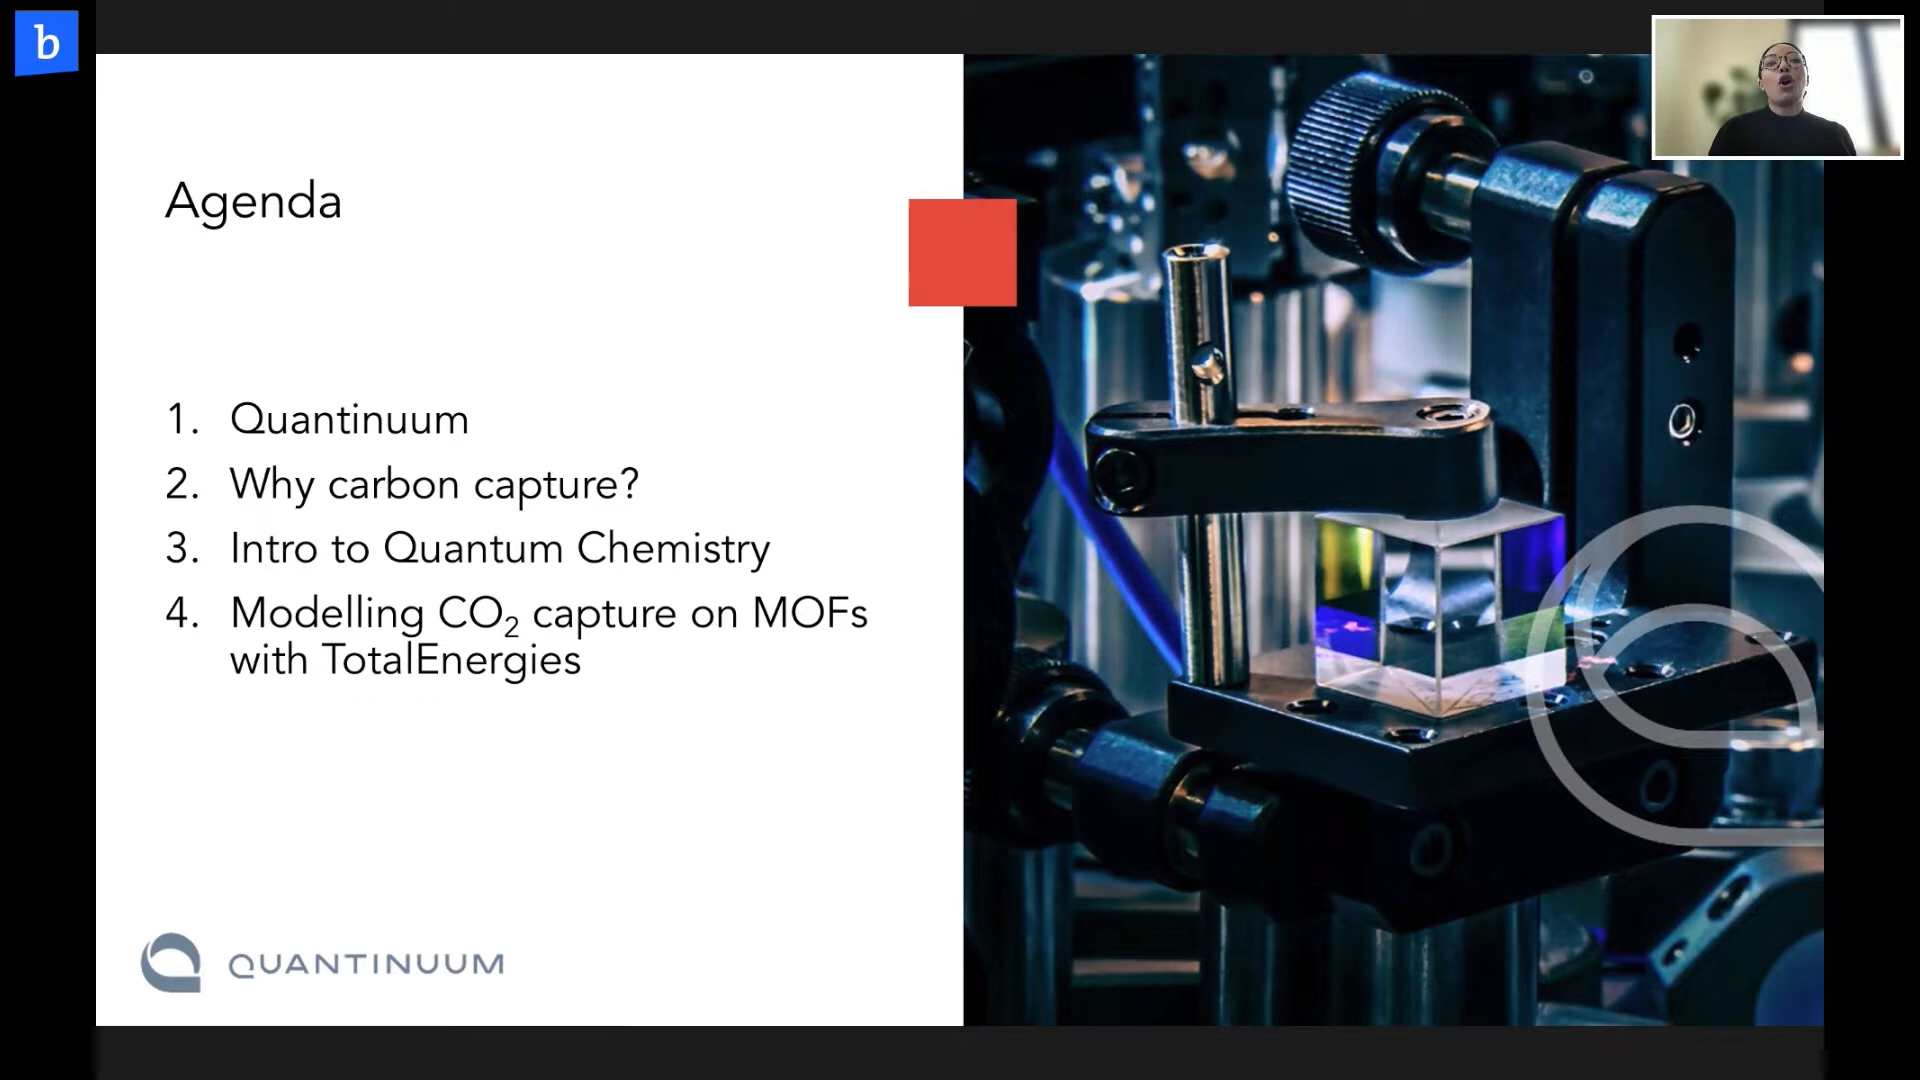 b
Agenda
1. Quantinuum
2. Why carbon capture?
3. Intro to Quantum Chemistry
4. Modelling CO₂ capture on MOFs
with TotalEnergies
QUANTINUUM